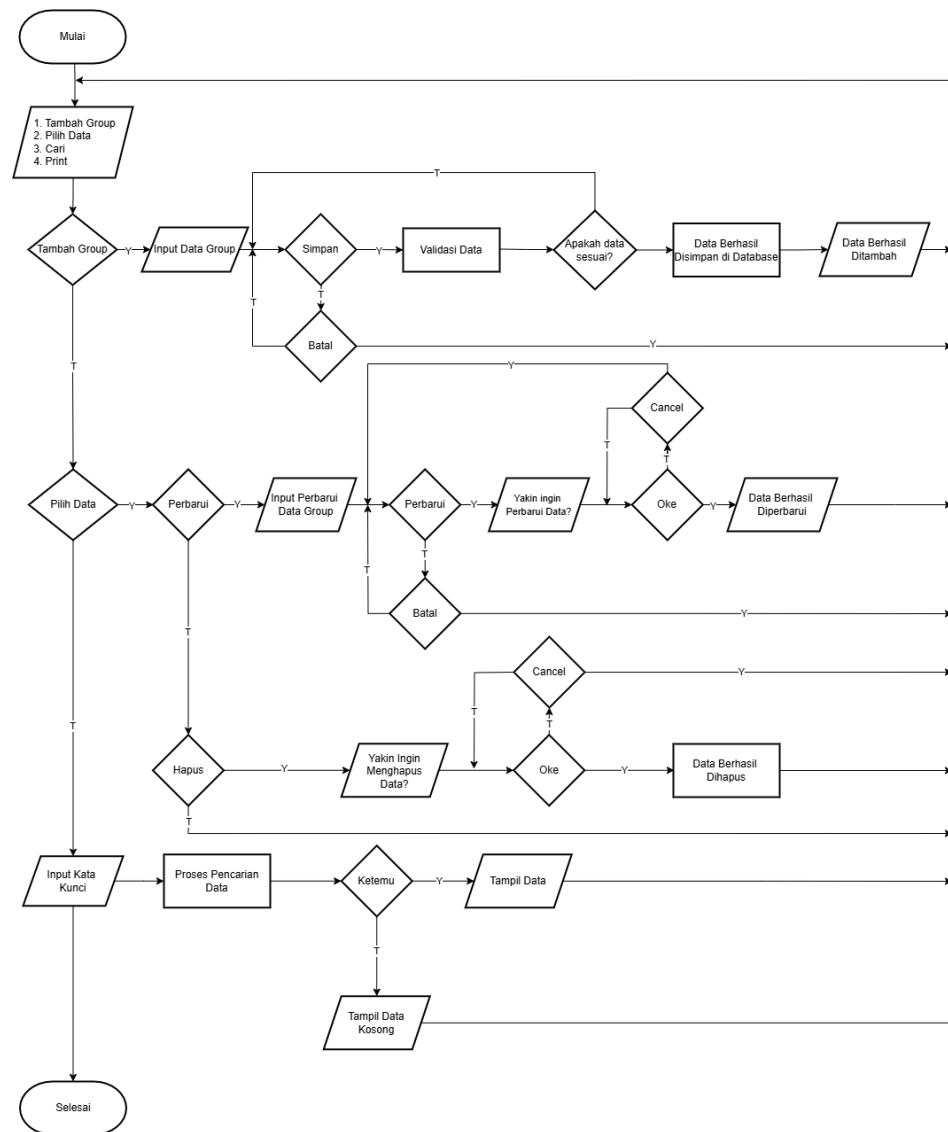 Mulai
1. Tambah Group
2. Pilih Data
3. Cari
4. Print
T
Tambah Group
Y
Input Data Group
Simpan
Y
Validasi Data
Apakah data
sesuai?
Data Berhasil
Disimpan di Database
Data Berhasil
Ditambah
T
T
Batal
Y
T
Y
Cancel
T
T
Pilih Data
Y
Perbarui
Y
Input Perbarui
Data Group
Perbarui
Y
Yakin ingin
Perbarui Data?
Oke
Y
Data Berhasil
Diperbarui
T
T
Batal
Y
T
Cancel
Y
T
T
T
Hapus
Y
Yakin Ingin
Menghapus
Data?
Oke
Y
Data Berhasil
Dihapus
T
Input Kata
Kunci
Proses Pencarian
Data
Ketemu
Y
Tampil Data
T
Tampil Data
Kosong
Selesai